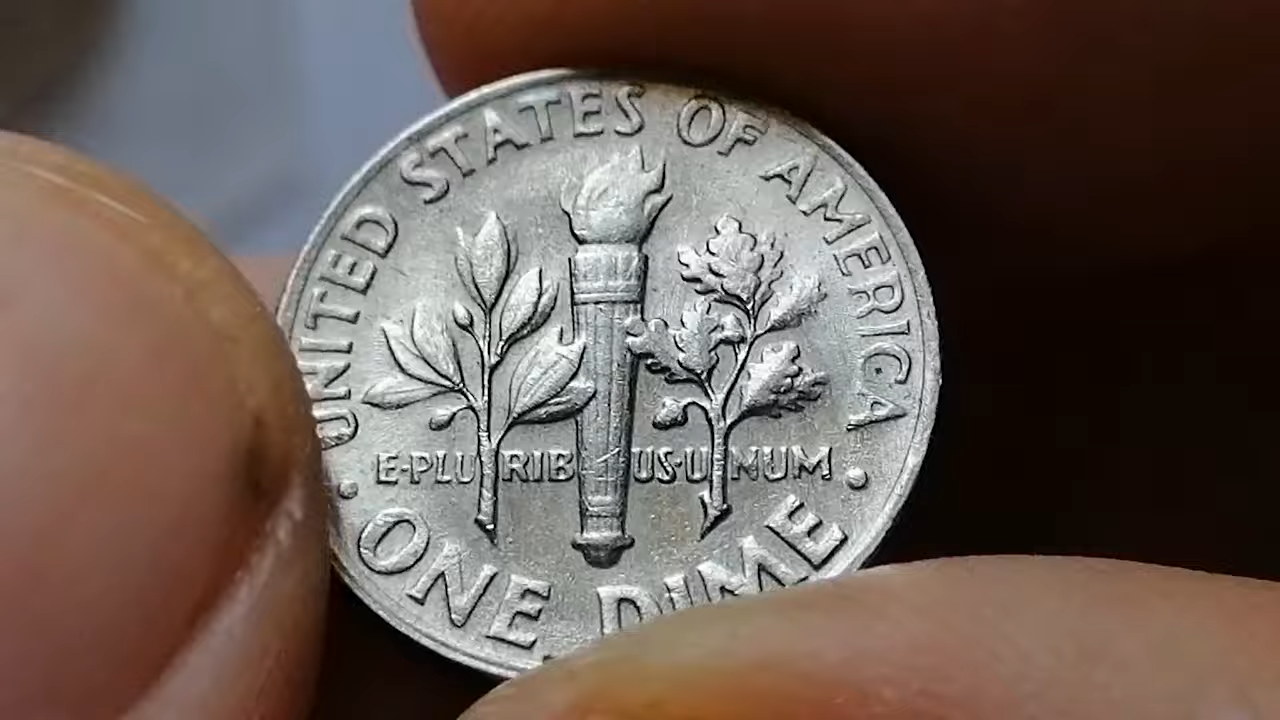 UNITED STATES OF AMERICA
E·PLURIBUS·UNUM
· ONE DIME ·